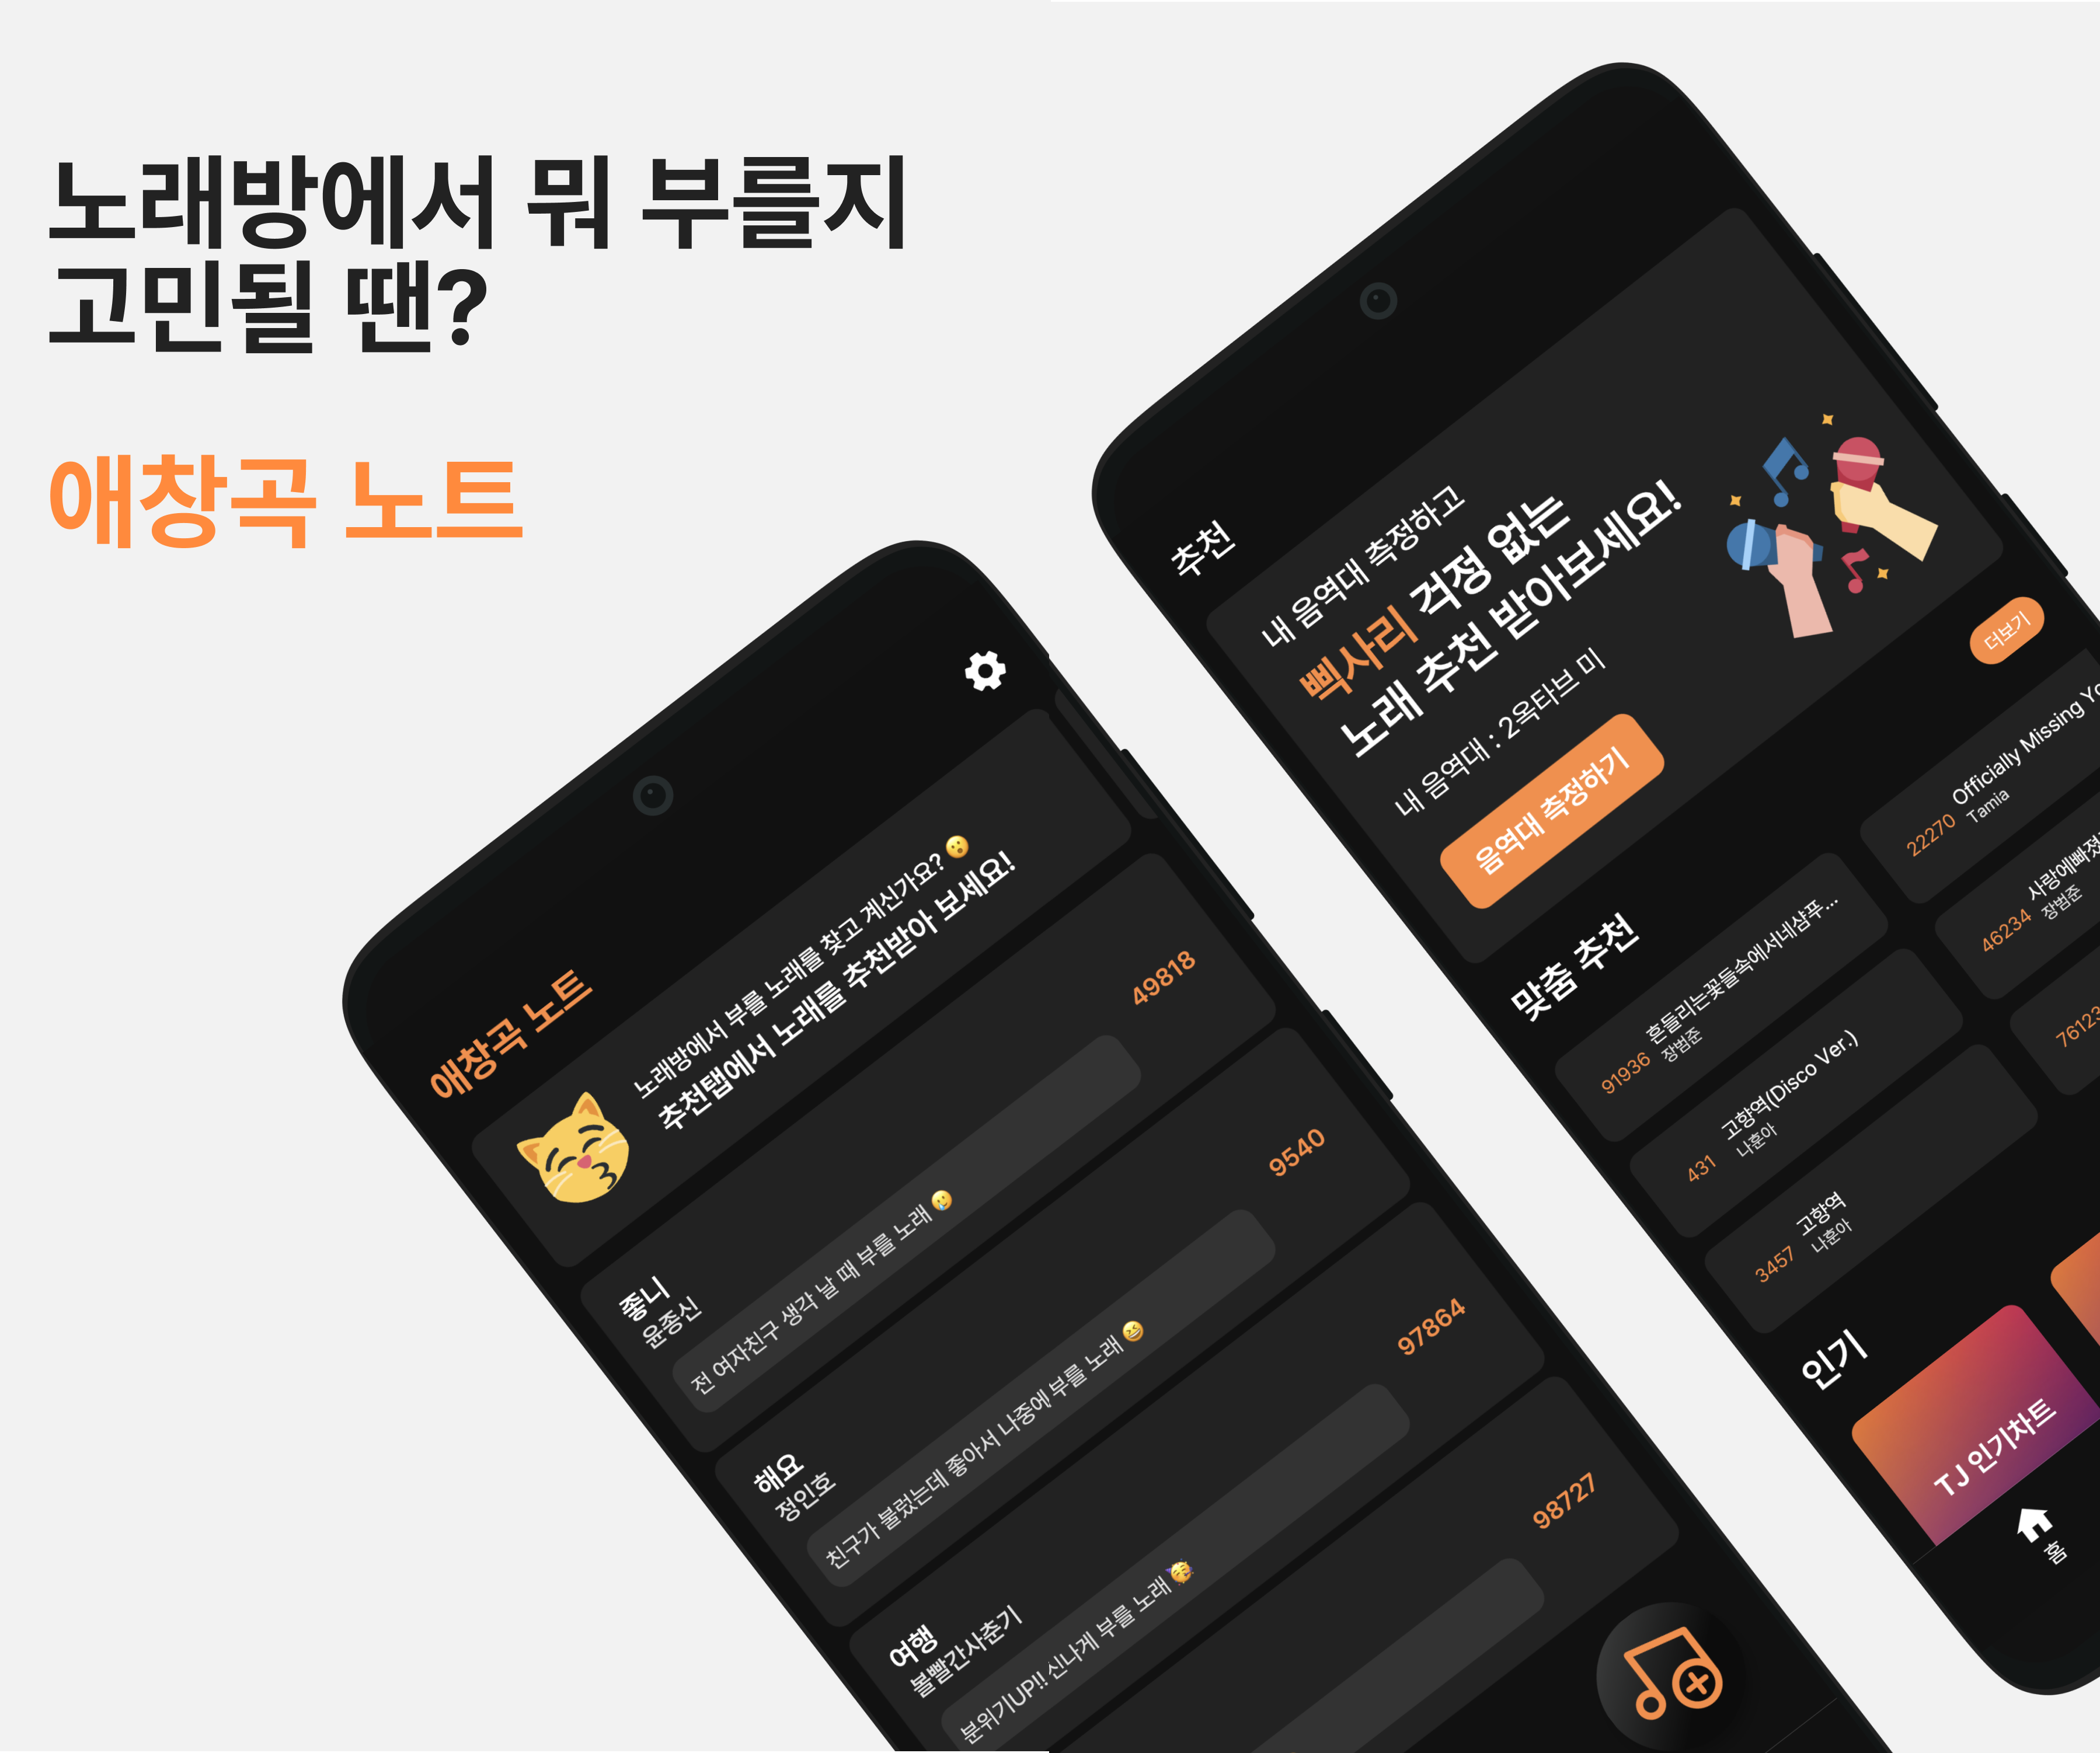 노래방에서 뭐 부를지
고민될 땐?
애창곡 노트
애창곡 노트
노래방에서 부를 노래를 찾고 계신가요? 😮
추천탭에서 노래를 추천받아 보세요!
좋니
윤종신
49818
전 여자친구 생각 날 때 부를 노래 🥲
해요
정인호
9540
친구가 불렀는데 좋아서 나중에 부를 노래 😆
여행
볼빨간사춘기
97864
분위기UP!! 신나게 부를 노래 🥳
98727
추천
내 음역대 측정하고
삑사리 걱정 없는
노래 추천 받아보세요!
내 음역대 : 2옥타브 미
음역대 측정하기
맞춤 추천
더보기
91936 흔들리는꽃들속에서네샴푸...
장범준
431 고향역(Disco Ver.)
나훈아
3457 고향역
나훈아
22270 Officially Missing
Tamia
46234
장범준
인기
TJ 인기차트
홈